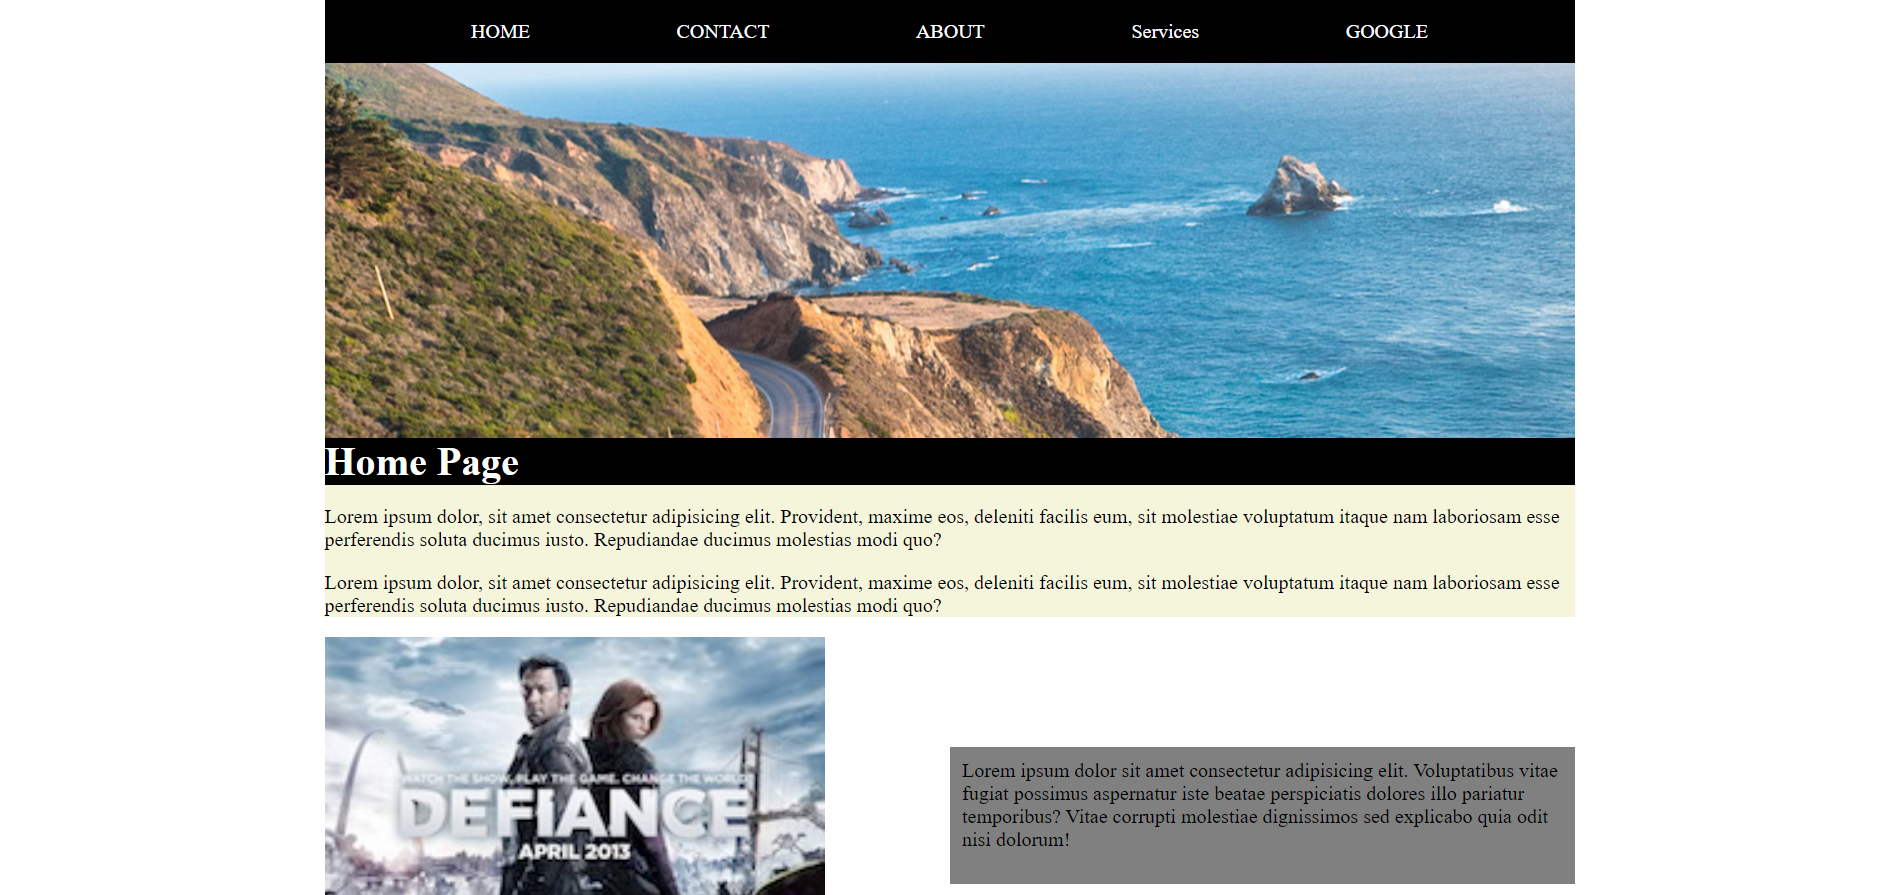 HOME CONTACT ABOUT Services GOOGLE
Home Page
Lorem ipsum dolor, sit amet consectetur adipisicing elit. Provident, maxime eos, deleniti facilis eum, sit molestiae voluptatum itaque nam laboriosam esse
perferendis soluta ducimus iusto. Repudiandae ducimus molestias modi quo?
Lorem ipsum dolor, sit amet consectetur adipisicing elit. Provident, maxime eos, deleniti facilis eum, sit molestiae voluptatum itaque nam laboriosam esse
perferendis soluta ducimus iusto. Repudiandae ducimus molestias modi quo?
WATCH THE SHOW. PLAY THE GAME. CHANGE THE WORLD.
DEFIANCE
APRIL 2013
Lorem ipsum dolor sit amet consectetur adipisicing elit. Voluptatibus vitae
fugiat possimus aspernatur iste beatae perspiciatis dolores illo pariatur
temporibus? Vitae corrupti molestiae dignissimos sed explicabo quia odit
nisi dolorum!